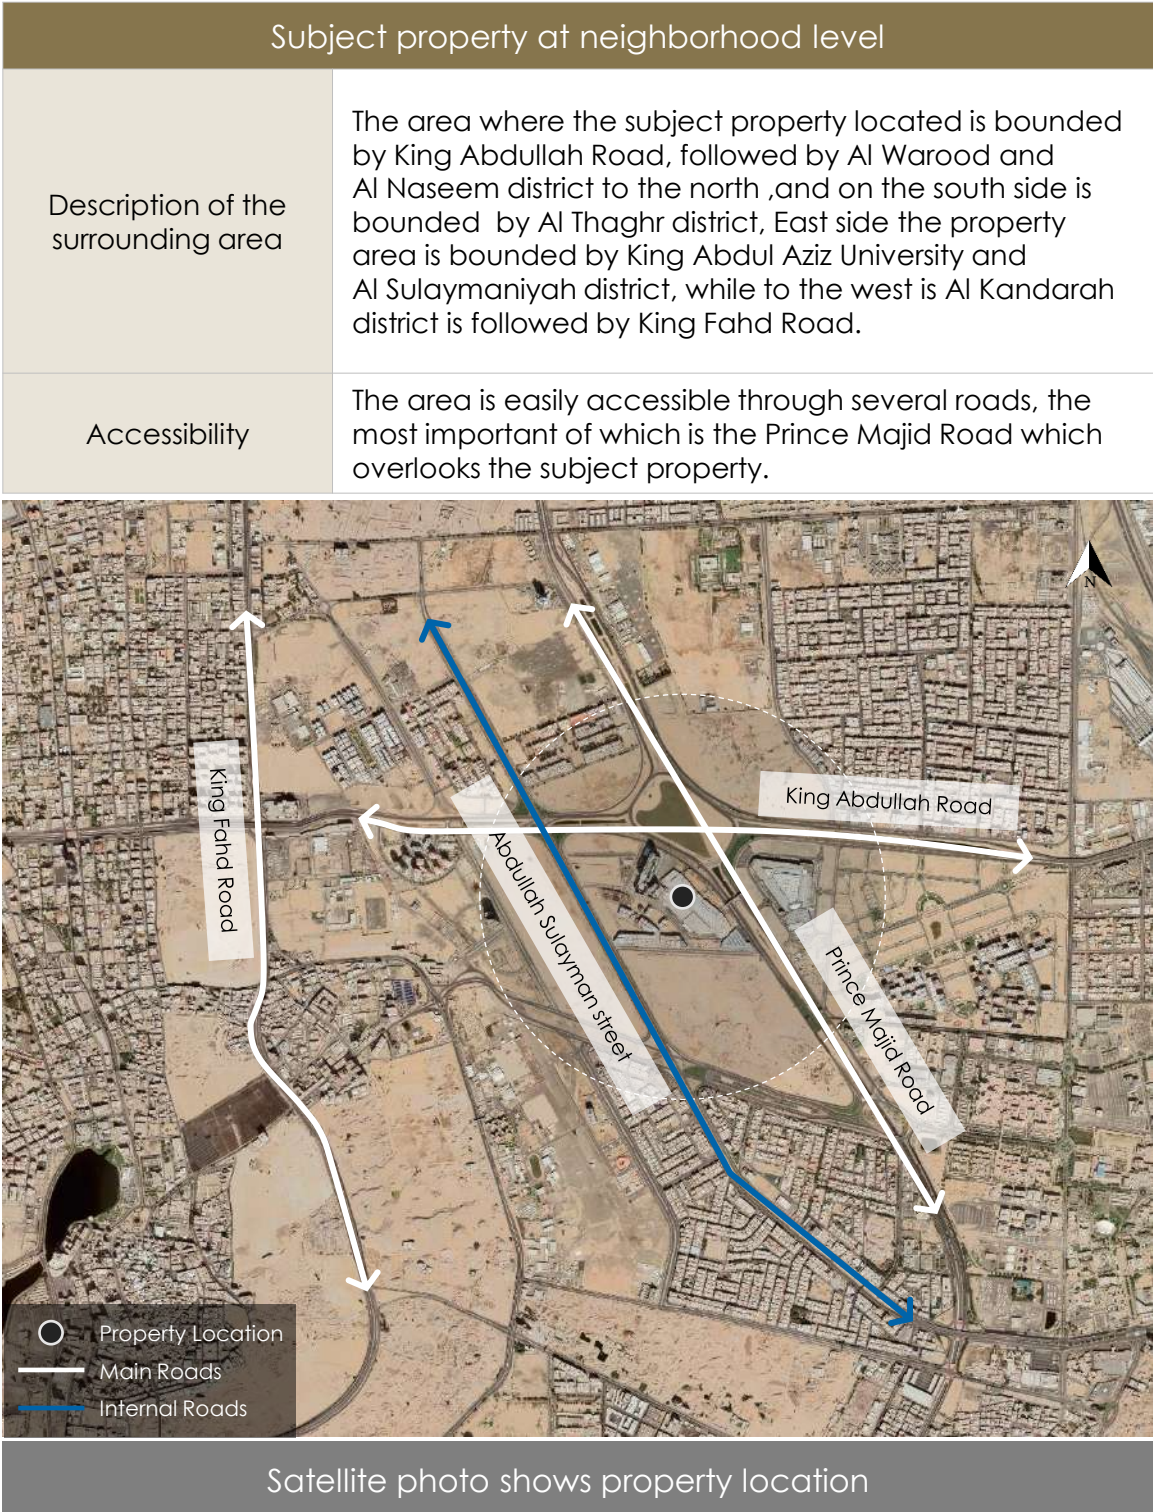 Subject property at neighborhood level
Description of the
surrounding area
The area where the subject property located is bounded
by King Abdullah Road, followed by Al Warood and
Al Naseem district to the north ,and on the south side is
bounded  by Al Thaghr district, East side the property
area is bounded by King Abdul Aziz University and
Al Sulaymaniyah district, while to the west is Al Kandarah
district is followed by King Fahd Road.
Accessibility
The area is easily accessible through several roads, the
most important of which is the Prince Majid Road which
overlooks the subject property.
N
King Fahd Road
King Abdullah Road
Abdullah Sulayman street
Prince Majid Road
Property Location
Main Roads
Internal Roads
Satellite photo shows property location